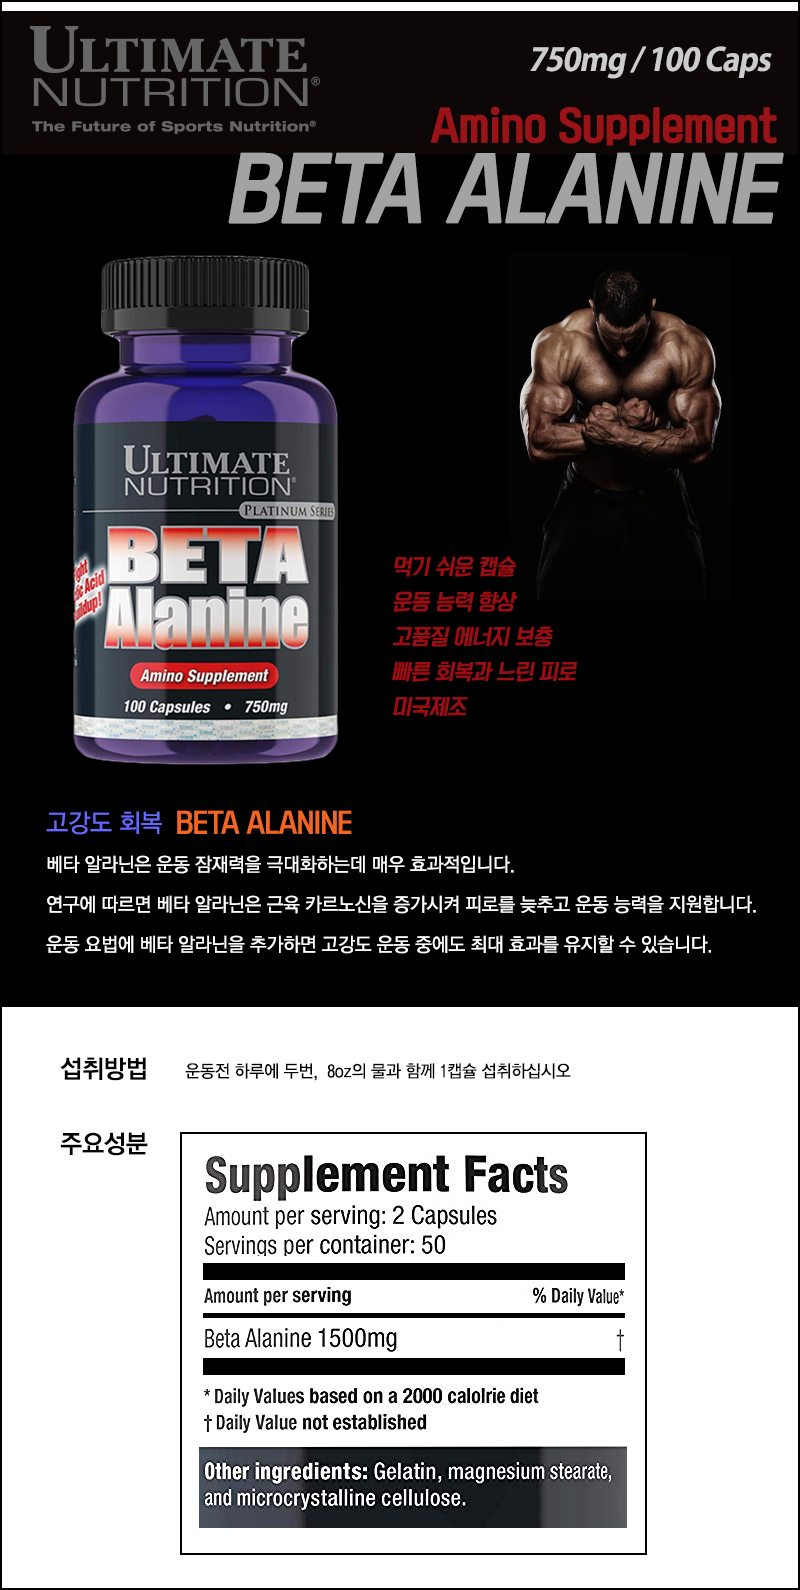 ULTIMATE
NUTRITION®
The Future of Sports Nutrition®
750mg / 100 Caps
Amino Supplement
BETA ALANINE
ULTIMATE
NUTRITION®
PLATINUM SERIES
BETA
Alanine
Acid
Buildup!
Amino Supplement
100 Capsules • 750mg
먹기 쉬운 캡슐
운동 능력 향상
고품질 에너지 보충
빠른 회복과 느린 피로
미국제조
고강도 회복 BETA ALANINE
베타 알라닌은 운동 잠재력을 극대화하는데 매우 효과적입니다.
연구에 따르면 베타 알라닌은 근육 카르노신을 증가시켜 피로를 늦추고 운동 능력을 지원합니다.
운동 요법에 베타 알라닌을 추가하면 고강도 운동 중에도 최대 효과를 유지할 수 있습니다.
섭취방법 운동전 하루에 두번, 8oz의 물과 함께 1캡슐 섭취하십시오
주요성분
Supplement Facts
Amount per serving: 2 Capsules
Servings per container: 50
Amount per serving % Daily Value*
Beta Alanine 1500mg †
* Daily Values based on a 2000 calolrie diet
† Daily Value not established
Other ingredients: Gelatin, magnesium stearate,
and microcrystalline cellulose.